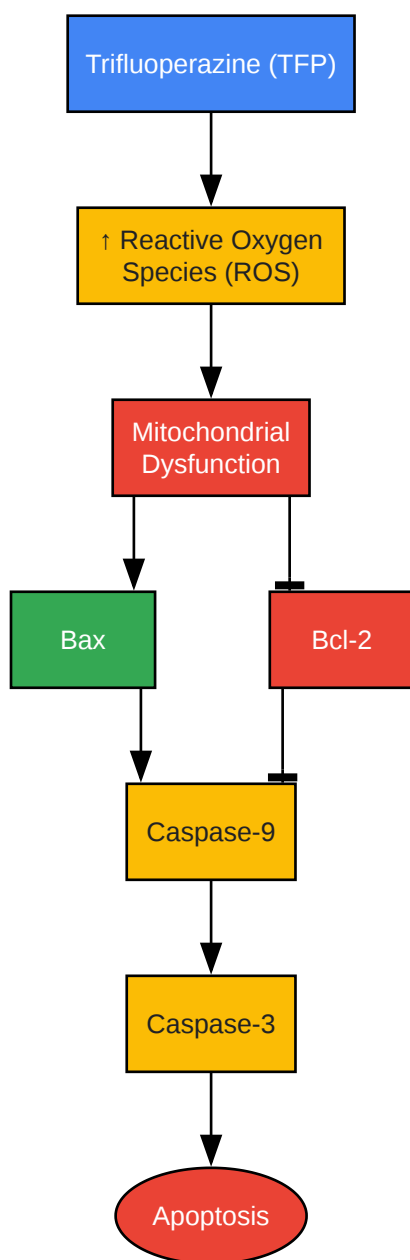 Trifluoperazine (TFP)
↑ Reactive Oxygen
Species (ROS)
Mitochondrial
Dysfunction
Bax
Bcl-2
Caspase-9
Caspase-3
Apoptosis